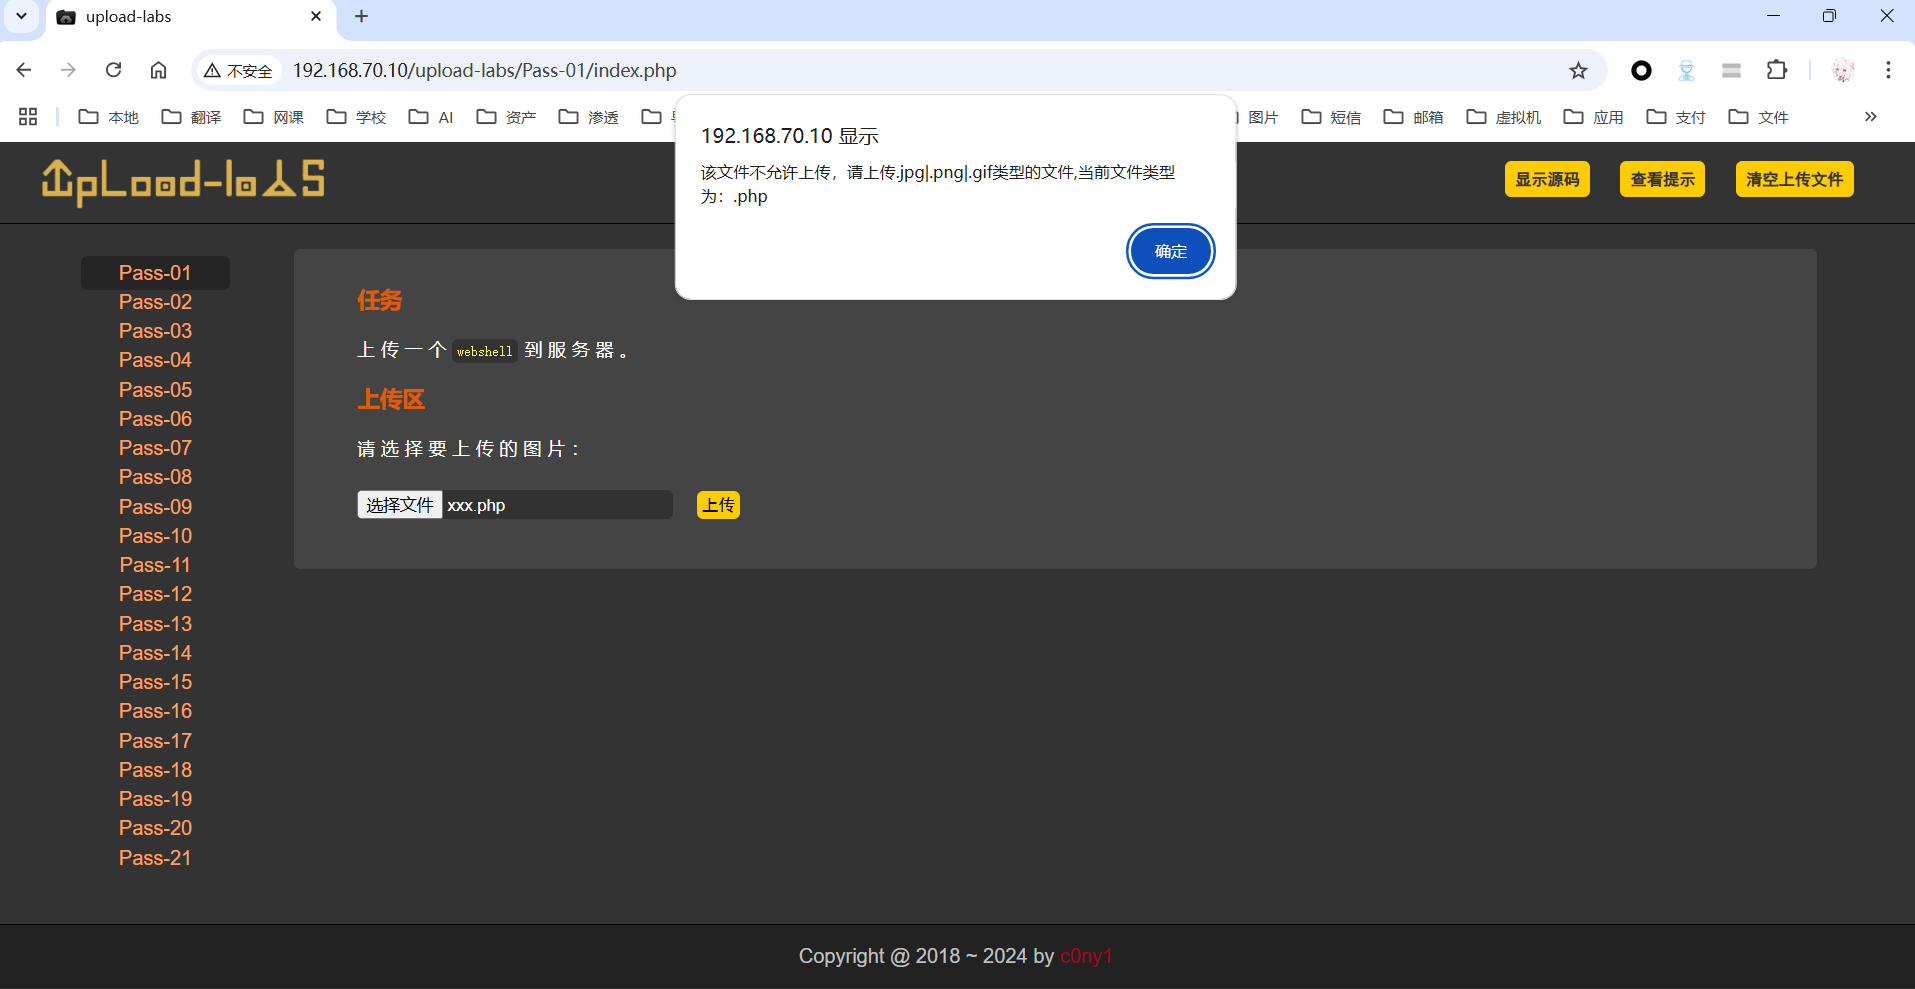 upload-labs
不安全
192.168.70.10/upload-labs/Pass-01/index.php
本地 翻译 网课 学校 AI 资产 渗透 图片 短信 邮箱 虚拟机 应用 支付 文件
192.168.70.10 显示
该文件不允许上传，请上传.jpg|.png|.gif类型的文件,当前文件类型
为：.php
确定
UpLoad-labS
显示源码 查看提示 清空上传文件
Pass-01
Pass-02
Pass-03
Pass-04
Pass-05
Pass-06
Pass-07
Pass-08
Pass-09
Pass-10
Pass-11
Pass-12
Pass-13
Pass-14
Pass-15
Pass-16
Pass-17
Pass-18
Pass-19
Pass-20
Pass-21
任务
上传一个 webshell 到服务器。
上传区
请选择要上传的图片：
选择文件 xxx.php 上传
Copyright @ 2018 ~ 2024 by c0ny1